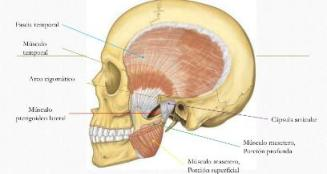 Fascia temporal
Músculo
temporal
Arco cigomático
Músculo
pterigoideo lateral
Cápsula articular
Músculo masetero,
Porción profunda
Músculo masetero,
Porción superficial